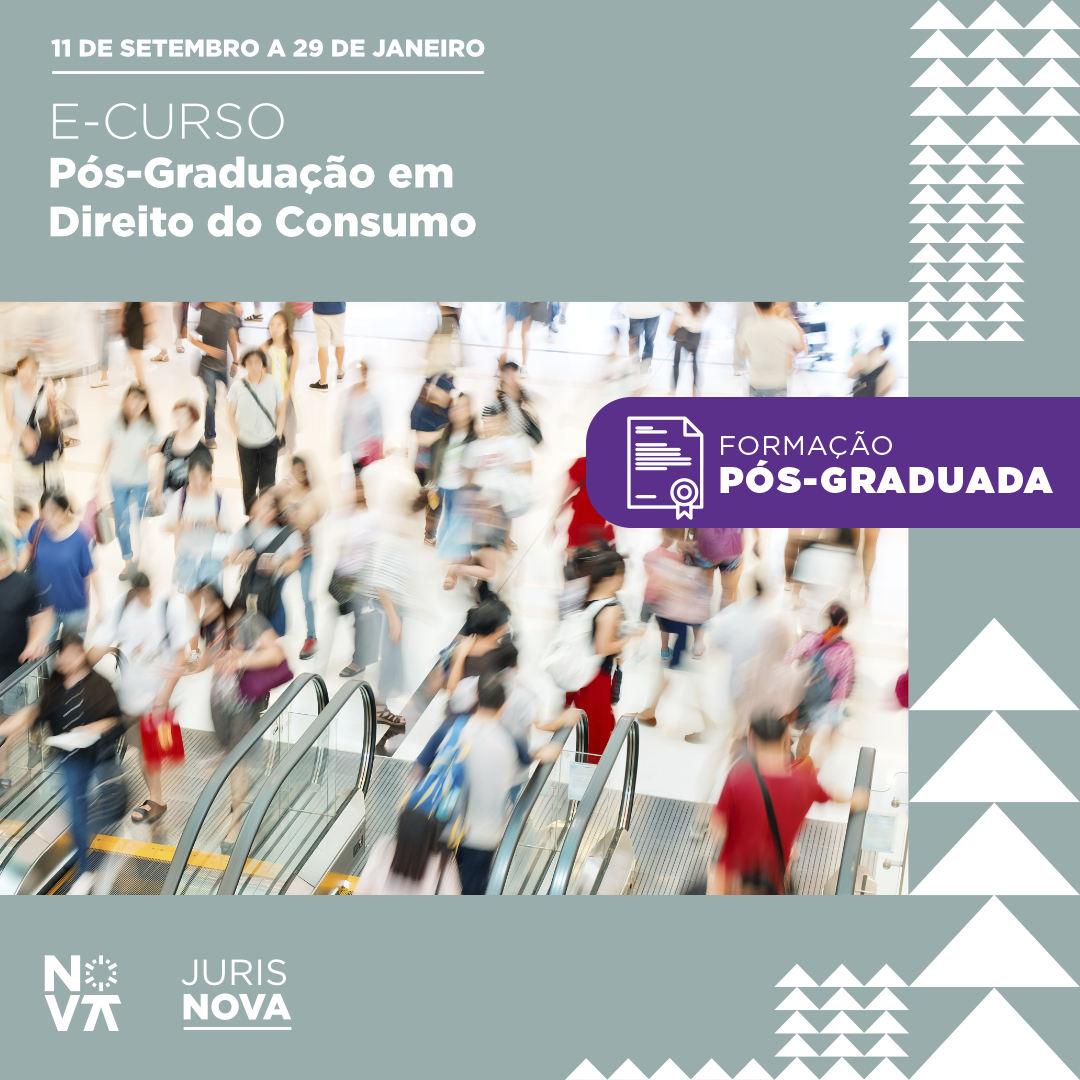 11 DE SETEMBRO A 29 DE JANEIRO
E-CURSO
Pós-Graduação em
Direito do Consumo
FORMAÇÃO
PÓS-GRADUADA
NOVA
JURIS
NOVA